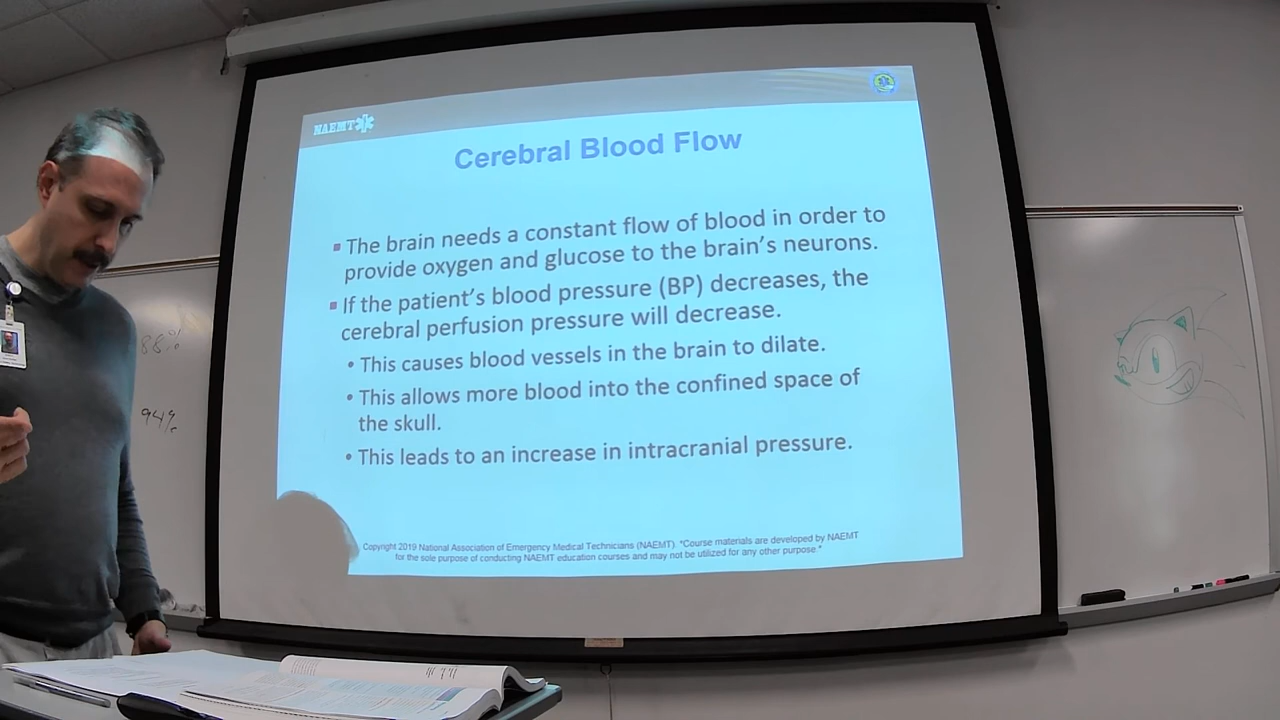 NAEMT
Cerebral Blood Flow
▪ The brain needs a constant flow of blood in order to
provide oxygen and glucose to the brain's neurons.
▪ If the patient's blood pressure (BP) decreases, the
cerebral perfusion pressure will decrease.
• This causes blood vessels in the brain to dilate.
• This allows more blood into the confined space of
the skull.
• This leads to an increase in intracranial pressure.
Copyright 2019 National Association of Emergency Medical Technicians (NAEMT). "Course materials are developed by NAEMT
for the sole purpose of conducting NAEMT education courses and may not be utilized for any other purpose."
88%
94%